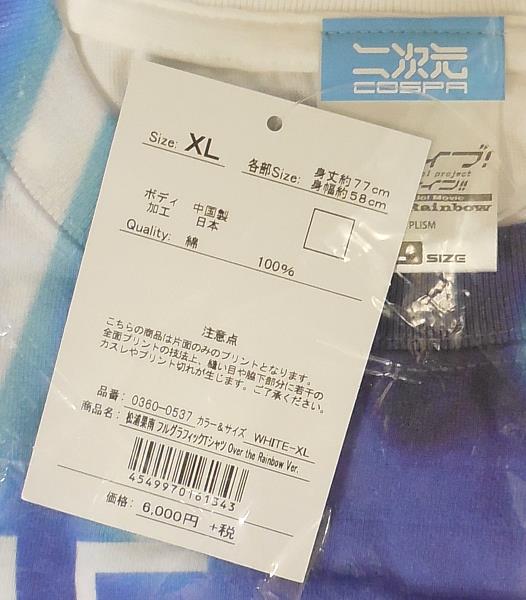 二次元
COSPA
Size: XL
各部Size: 身丈約77cm
身幅約58cm
ボディ 中国製
加工 日本
Quality: 綿 100%
注意点
こちらの商品は片面のみのプリントとなります。
全面プリントの技法上、縫い目や脇下部分に若干の
カスレやプリント切れが生じます。ご了承ください。
品番: 0360-0537 カラー&サイズ WHITE-XL
商品名: 松浦果南 フルグラフィックTシャツ Over the Rainbow Ver.
4549970161343
価格: 6,000円 +税
イブ!
project
イン!!
Movie
Rainbow
PLISM
SIZE